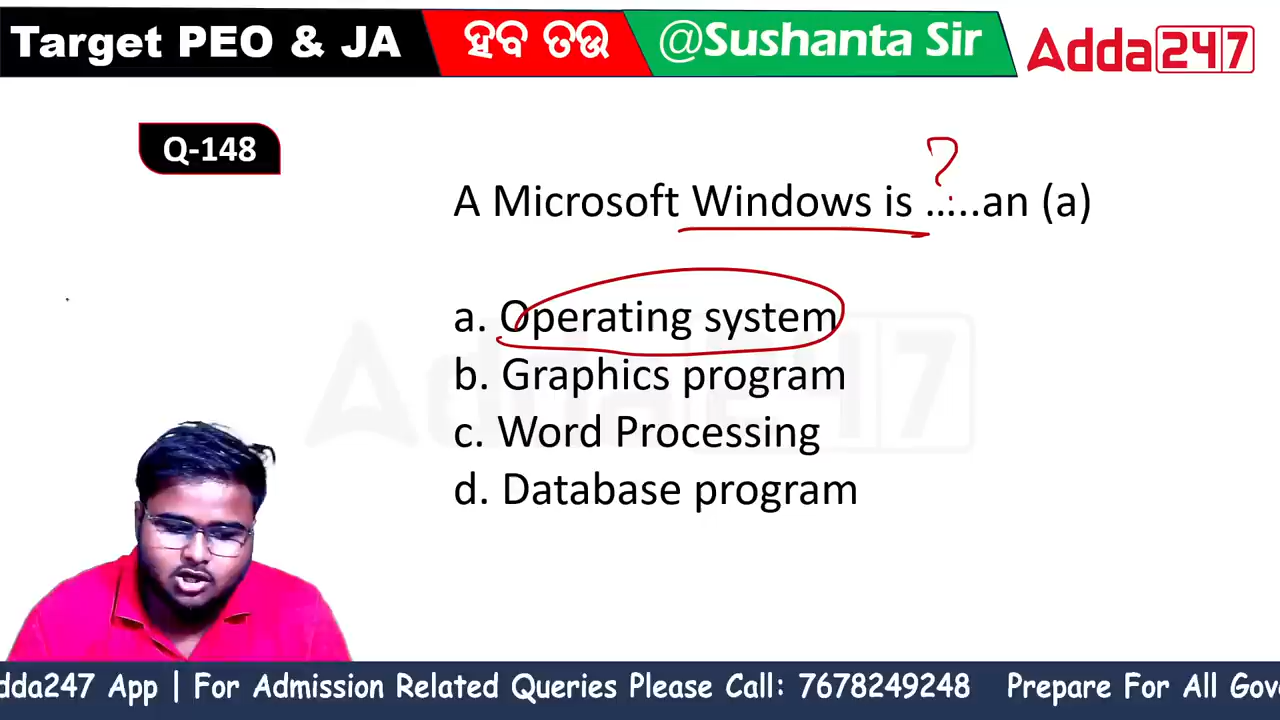 Target PEO & JA ହବ ତଉ @Sushanta Sir Adda247
Q-148
?
A Microsoft Windows is …..an (a)
a. Operating system
b. Graphics program
c. Word Processing
d. Database program
Adda247
dda247 App | For Admission Related Queries Please Call: 7678249248 Prepare For All Gov